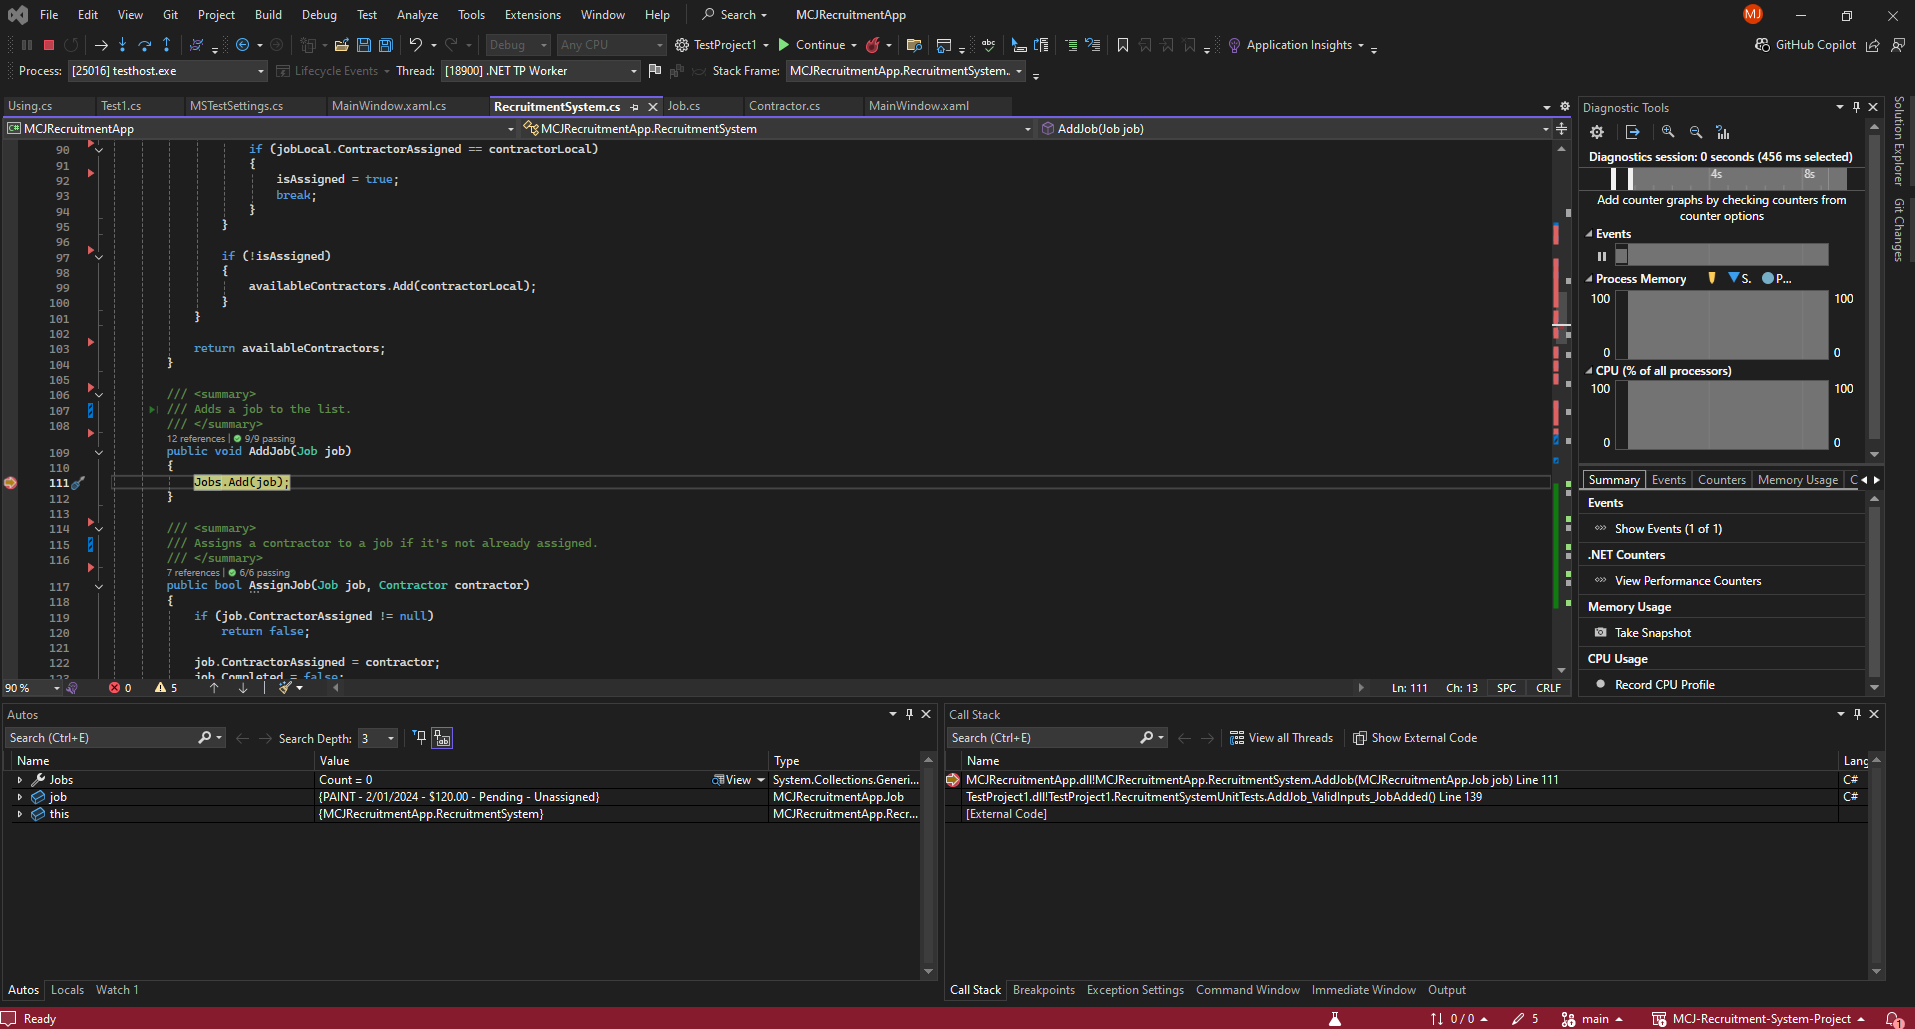 File Edit View Git Project Build Debug Test Analyze Tools Extensions Window Help Search MCJRecruitmentApp MJ
Debug Any CPU TestProject1 Continue Application Insights GitHub Copilot
Process: [25016] testhost.exe Lifecycle Events Thread: [18900] .NET TP Worker Stack Frame: MCJRecruitmentApp.RecruitmentSystem..
Using.cs Test1.cs MSTestSettings.cs MainWindow.xaml.cs RecruitmentSystem.cs Job.cs Contractor.cs MainWindow.xaml
MCJRecruitmentApp MCJRecruitmentApp.RecruitmentSystem AddJob(Job job)
90 if (jobLocal.ContractorAssigned == contractorLocal)
91 {
92 isAssigned = true;
93 break;
94 }
95 }
96
97 if (!isAssigned)
98 {
99 availableContractors.Add(contractorLocal);
100 }
101 }
102
103 return availableContractors;
104 }
105
106 /// <summary>
107 /// Adds a job to the list.
108 /// </summary>
12 references | 9/9 passing
109 public void AddJob(Job job)
110 {
111 Jobs.Add(job);
112 }
113
114 /// <summary>
115 /// Assigns a contractor to a job if it's not already assigned.
116 /// </summary>
7 references | 6/6 passing
117 public bool AssignJob(Job job, Contractor contractor)
118 {
119 if (job.ContractorAssigned != null)
120 return false;
121
122 job.ContractorAssigned = contractor;
123 job.Completed = false;
90 % 0 5 Ln: 111 Ch: 13 SPC CRLF
Diagnostic Tools
Diagnostics session: 0 seconds (456 ms selected)
4s 8s
Add counter graphs by checking counters from
counter options
Events
Process Memory S. P...
100 100
0 0
CPU (% of all processors)
100 100
0 0
Summary Events Counters Memory Usage C
Events
Show Events (1 of 1)
.NET Counters
View Performance Counters
Memory Usage
Take Snapshot
CPU Usage
Record CPU Profile
Solution Explorer
Git Changes
Autos
Search (Ctrl+E) Search Depth: 3
Name Value Type
Jobs Count = 0 View System.Collections.Generi...
job {PAINT - 2/01/2024 - $120.00 - Pending - Unassigned} MCJRecruitmentApp.Job
this {MCJRecruitmentApp.RecruitmentSystem} MCJRecruitmentApp.Recr...
Autos Locals Watch 1
Call Stack
Search (Ctrl+E) View all Threads Show External Code
Name Lang
MCJRecruitmentApp.dll!MCJRecruitmentApp.RecruitmentSystem.AddJob(MCJRecruitmentApp.Job job) Line 111 C#
TestProject1.dll!TestProject1.RecruitmentSystemUnitTests.AddJob_ValidInputs_JobAdded() Line 139 C#
[External Code]
Call Stack Breakpoints Exception Settings Command Window Immediate Window Output
Ready 0 / 0 5 main MCJ-Recruitment-System-Project 1